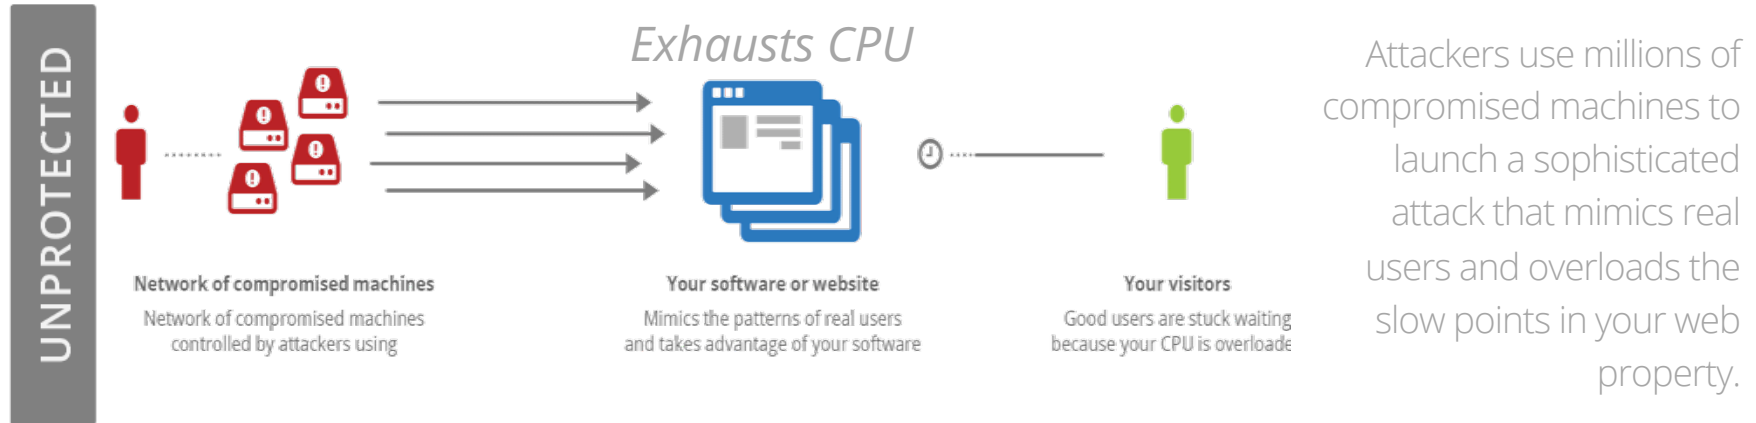 UNPROTECTED
Exhausts CPU
Network of compromised machines
Network of compromised machines
controlled by attackers using
Your software or website
Mimics the patterns of real users
and takes advantage of your software
Your visitors
Good users are stuck waiting
because your CPU is overloade
Attackers use millions of
compromised machines to
launch a sophisticated
attack that mimics real
users and overloads the
slow points in your web
property.